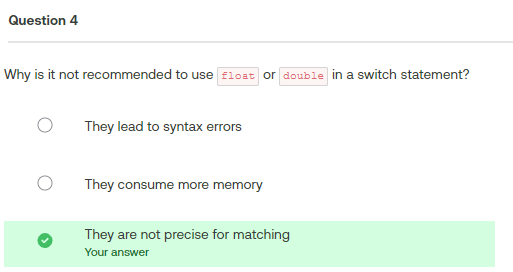 Question 4
Why is it not recommended to use float or double in a switch statement?
They lead to syntax errors
They consume more memory
They are not precise for matching
Your answer